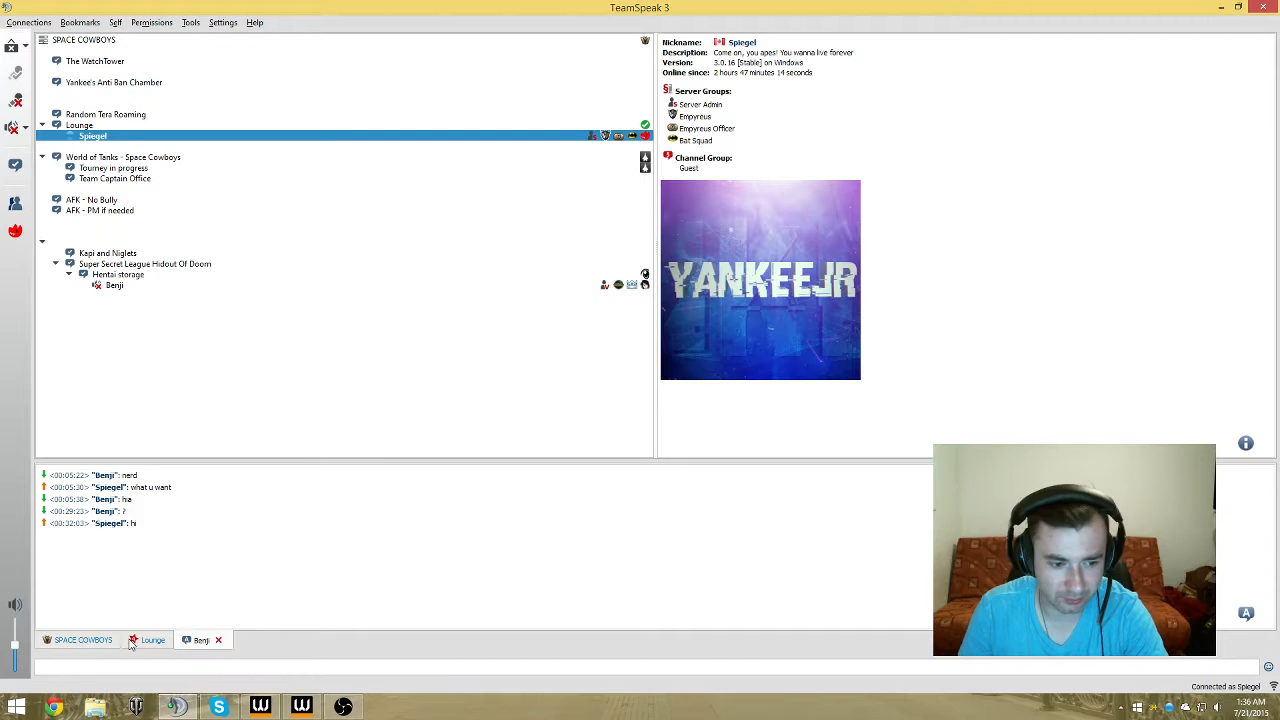 TeamSpeak 3
Connections Bookmarks Self Permissions Tools Settings Help
SPACE COWBOYS
The WatchTower
Yankee's Anti Ban Chamber
Random Tera Roaming
Lounge
Spiegel
World of Tanks - Space Cowboys
Tourney in progress
Team Captain Office
AFK - No Bully
AFK - PM if needed
Kapi and Niglets
Super Secret League Hidout Of Doom
Hentai storage
Benji
Nickname: Spiegel
Description: Come on, you apes! You wanna live forever
Version: 3.0.16 [Stable] on Windows
Online since: 2 hours 47 minutes 14 seconds
Server Groups:
Server Admin
Empyreus
Empyreus Officer
Bat Squad
Channel Group:
Guest
YANKEEJR
<00:05:22> "Benji": nerd
<00:05:30> "Spiegel": what u want
<00:05:38> "Benji": hia
<00:29:23> "Benji": ?
<00:32:03> "Spiegel": hi
SPACE COWBOYS Lounge Benji
Connected as Spiegel
34
1:36 AM
7/21/2015